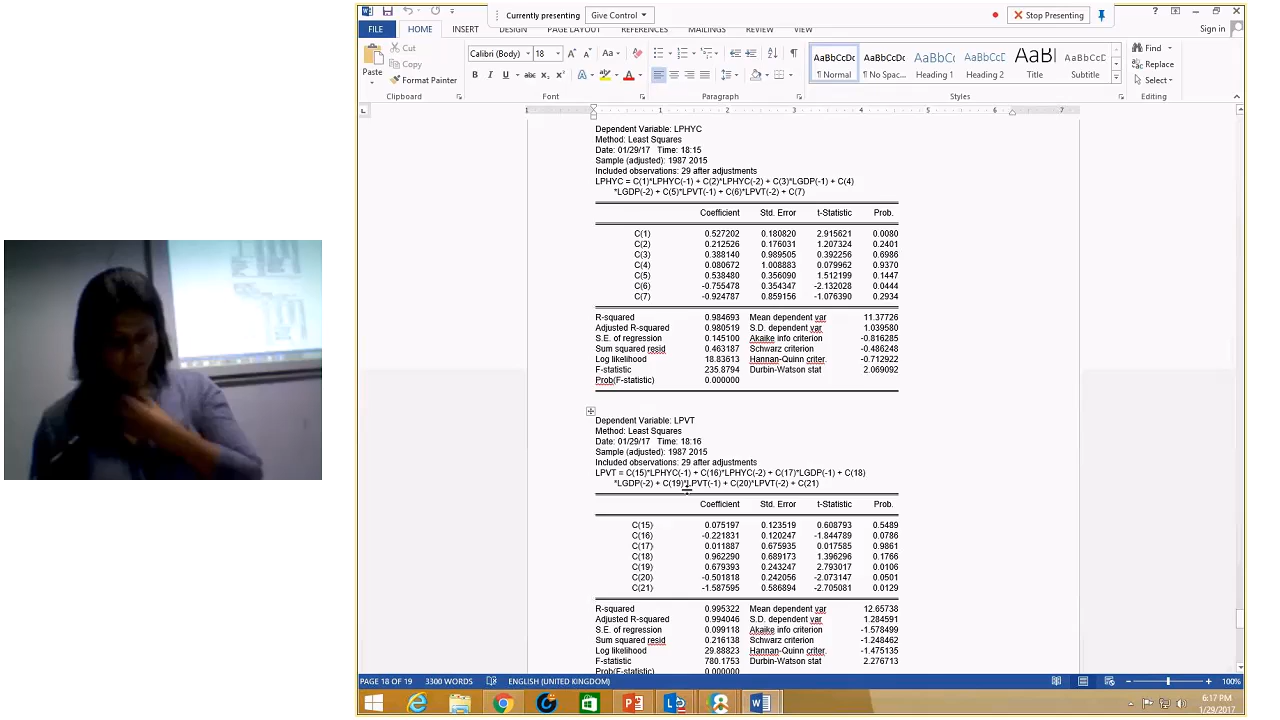 Currently presenting Give Control Stop Presenting
FILE HOME INSERT DESIGN PAGE LAYOUT REFERENCES MAILINGS REVIEW VIEW Sign in
Paste Cut Copy Format Painter
Calibri (Body) 18
AaBbCcDc AaBbCcDc AaBbCc AaBbCcD AaBl AaBbCcD
¶ Normal ¶ No Spac... Heading 1 Heading 2 Title Subtitle
Find Replace Select
Clipboard Font Paragraph Styles Editing
1 1 2 3 4 5 6 7
Dependent Variable: LPHYC
Method: Least Squares
Date: 01/29/17 Time: 18:15
Sample (adjusted): 1987 2015
Included observations: 29 after adjustments
LPHYC = C(1)*LPHYC(-1) + C(2)*LPHYC(-2) + C(3)*LGDP(-1) + C(4)
*LGDP(-2) + C(5)*LPVT(-1) + C(6)*LPVT(-2) + C(7)
Coefficient Std. Error t-Statistic Prob.
C(1) 0.527202 0.180820 2.915621 0.0080
C(2) 0.212526 0.176031 1.207324 0.2401
C(3) 0.388140 0.989505 0.392256 0.6986
C(4) 0.080672 1.008883 0.079962 0.9370
C(5) 0.538480 0.356090 1.512199 0.1447
C(6) -0.755478 0.354347 -2.132028 0.0444
C(7) -0.924787 0.859156 -1.076390 0.2934
R-squared 0.984693 Mean dependent var 11.37726
Adjusted R-squared 0.980519 S.D. dependent var 1.039580
S.E. of regression 0.145100 Akaike info criterion -0.816285
Sum squared resid 0.463187 Schwarz criterion -0.486248
Log likelihood 18.83613 Hannan-Quinn criter. -0.712922
F-statistic 235.8794 Durbin-Watson stat 2.069092
Prob(F-statistic) 0.000000
Dependent Variable: LPVT
Method: Least Squares
Date: 01/29/17 Time: 18:16
Sample (adjusted): 1987 2015
Included observations: 29 after adjustments
LPVT = C(15)*LPHYC(-1) + C(16)*LPHYC(-2) + C(17)*LGDP(-1) + C(18)
*LGDP(-2) + C(19)*LPVT(-1) + C(20)*LPVT(-2) + C(21)
Coefficient Std. Error t-Statistic Prob.
C(15) 0.075197 0.123519 0.608793 0.5489
C(16) -0.221831 0.120247 -1.844789 0.0786
C(17) 0.011887 0.675935 0.017585 0.9861
C(18) 0.962290 0.689173 1.396296 0.1766
C(19) 0.679393 0.243247 2.793017 0.0106
C(20) -0.501818 0.242056 -2.073147 0.0501
C(21) -1.587595 0.586894 -2.705081 0.0129
R-squared 0.995322 Mean dependent var 12.65738
Adjusted R-squared 0.994046 S.D. dependent var 1.284591
S.E. of regression 0.099118 Akaike info criterion -1.578499
Sum squared resid 0.216138 Schwarz criterion -1.248462
Log likelihood 29.88823 Hannan-Quinn criter. -1.475135
F-statistic 780.1753 Durbin-Watson stat 2.276713
Prob(F-statistic) 0.000000
PAGE 18 OF 19 3300 WORDS ENGLISH (UNITED KINGDOM) 100%
6:17 PM
1/29/2017